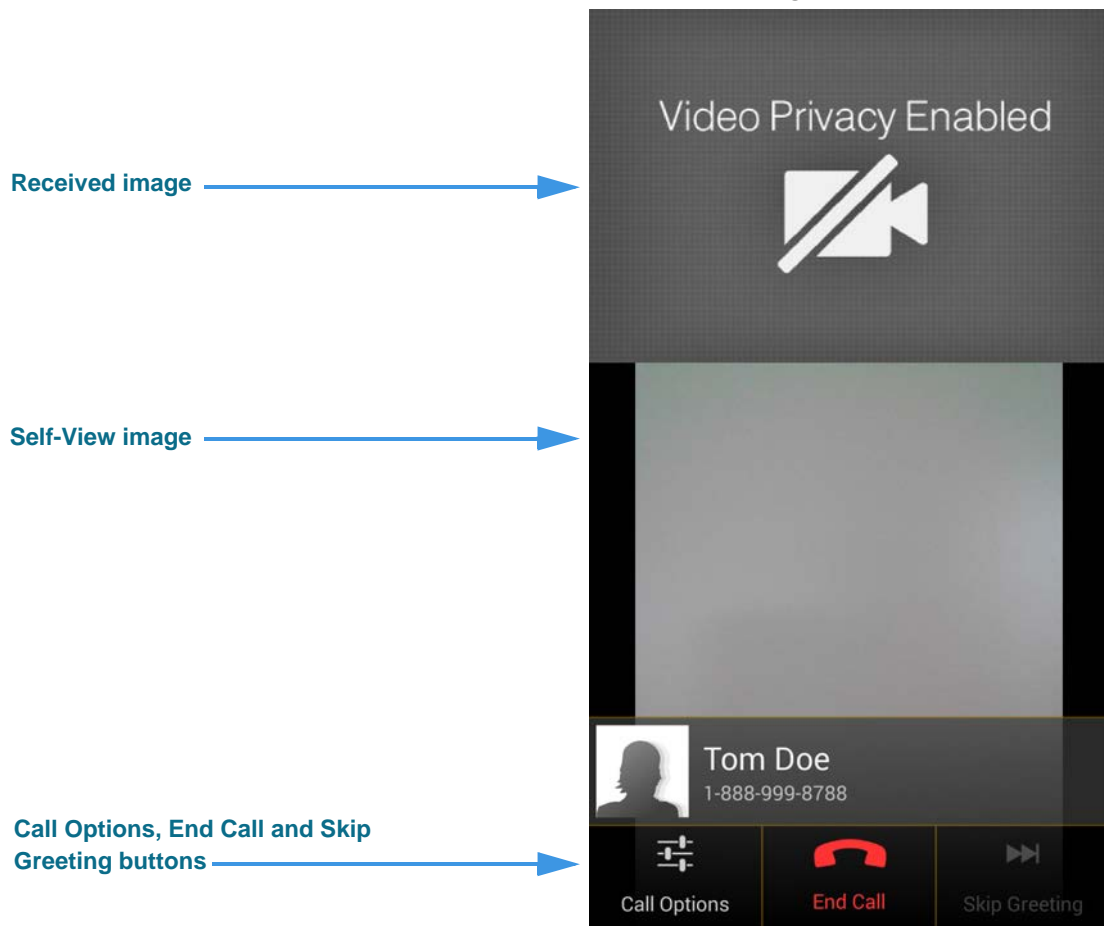 Video Privacy Enabled
Received image
Self-View image
Tom Doe
1-888-999-8788
Call Options, End Call and Skip
Greeting buttons
Call Options
End Call
Skip Greeting